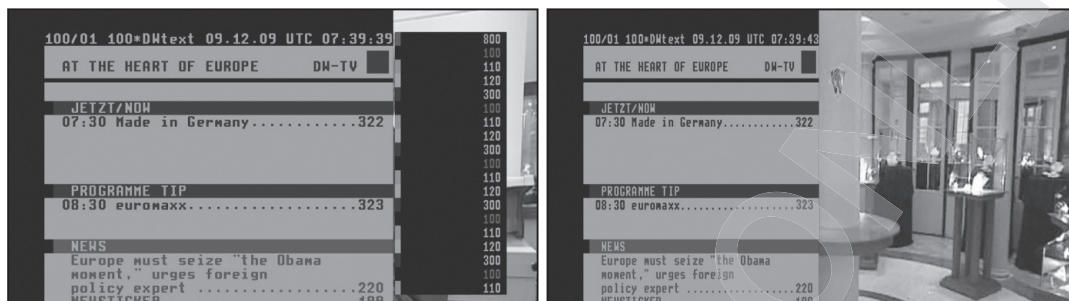 100/01 100*DWtext 09.12.09 UTC 07:39:39
AT THE HEART OF EUROPE DW-TV
JETZT/NOW
07:30 Made in Germany............322
PROGRAMME TIP
08:30 euromaxx...................323
NEWS
Europe must seize "the Obama
moment," urges foreign
policy expert ...................220
NEWSTICKER 188
800
100
110
120
300
100
110
120
300
100
110
120
300
100
110
120
300
100
110
100/01 100*DWtext 09.12.09 UTC 07:39:43
AT THE HEART OF EUROPE DW-TV
JETZT/NOW
07:30 Made in Germany............322
PROGRAMME TIP
08:30 euromaxx...................323
NEWS
Europe must seize "the Obama
moment," urges foreign
policy expert ...................220
NEWSTICKER